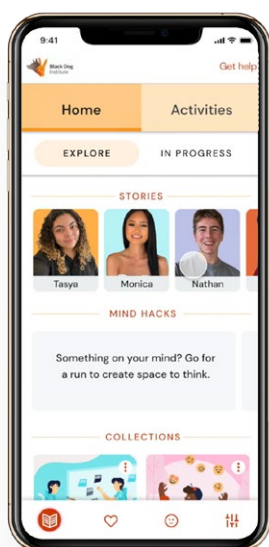 9:41
Black Dog
Institute
Get help
Home
Activities
EXPLORE
IN PROGRESS
STORIES
Tasya
Monica
Nathan
MIND HACKS
Something on your mind? Go for
a run to create space to think.
COLLECTIONS